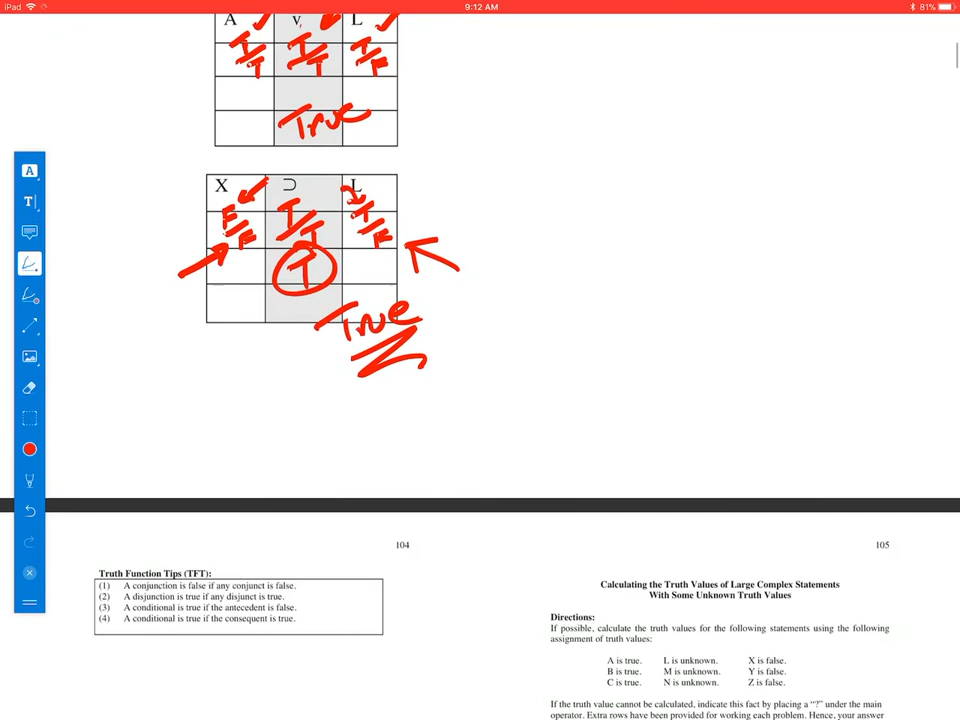 iPad
9:12 AM
81%
A v L
T/T T/T T/F
True
X ⊃ L
F/F T/T T/F
T
True
A
T
104
105
Truth Function Tips (TFT):
(1) A conjunction is false if any conjunct is false.
(2) A disjunction is true if any disjunct is true.
(3) A conditional is true if the antecedent is false.
(4) A conditional is true if the consequent is true.
Calculating the Truth Values of Large Complex Statements
With Some Unknown Truth Values
Directions:
If possible, calculate the truth values for the following statements using the following
assignment of truth values:
A is true. L is unknown. X is false.
B is true. M is unknown. Y is false.
C is true. N is unknown. Z is false.
If the truth value cannot be calculated, indicate this fact by placing a “?” under the main
operator. Extra rows have been provided for working each problem. Hence, your answer